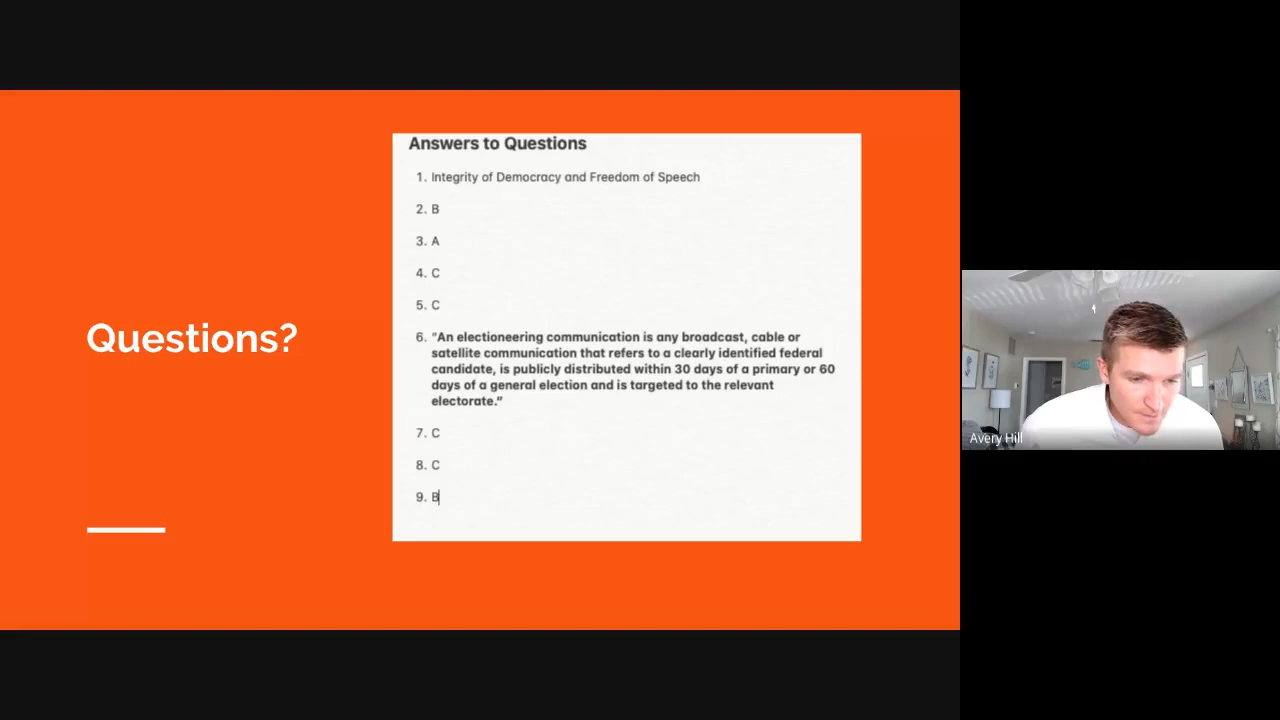 Questions?
Answers to Questions
1. Integrity of Democracy and Freedom of Speech
2. B
3. A
4. C
5. C
6. "An electioneering communication is any broadcast, cable or
satellite communication that refers to a clearly identified federal
candidate, is publicly distributed within 30 days of a primary or 60
days of a general election and is targeted to the relevant
electorate."
7. C
8. C
9. B
Avery Hill